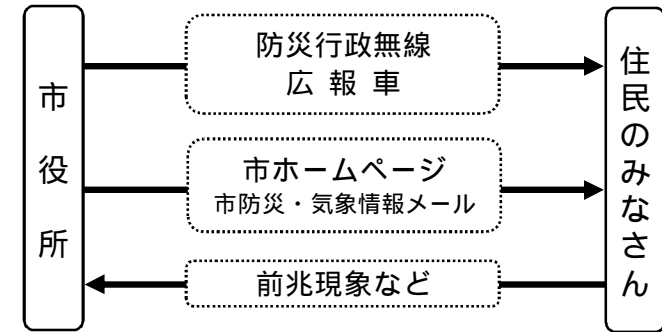 市役所
防災行政無線
広報車
市ホームページ
市防災・気象情報メール
前兆現象など
住民のみなさん